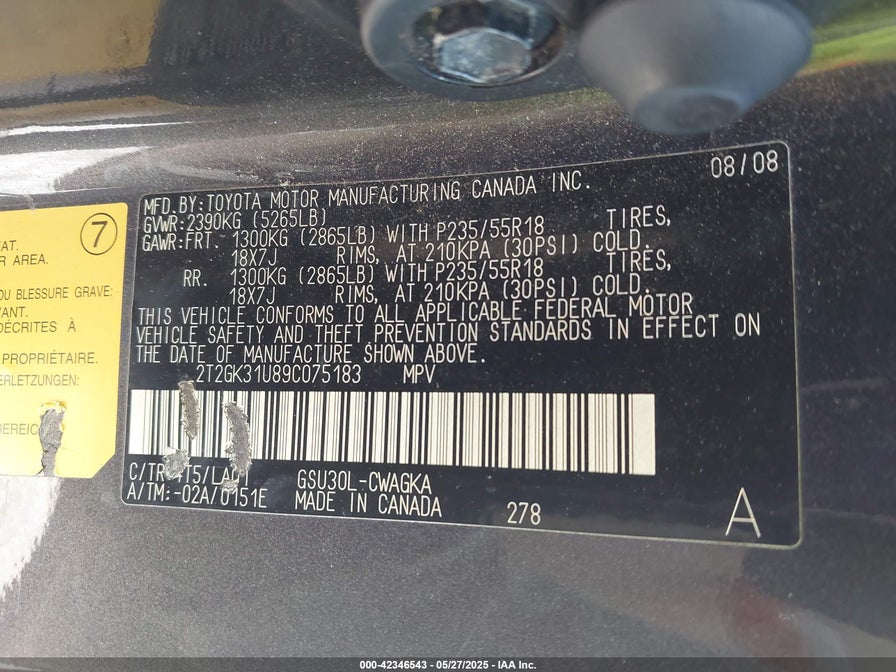 7
AT.
R AREA.
OU BLESSURE GRAVE:
VANT.
DÉCRITES À
PROPRIÉTAIRE.
ERLETZUNGEN:
UEREIC
08/08
MFD. BY: TOYOTA MOTOR MANUFACTURING CANADA INC.
GVWR: 2390KG (5265LB)
GAWR: FRT. 1300KG (2865LB) WITH P235/55R18 TIRES,
18X7J RIMS, AT 210KPA (30PSI) COLD.
RR. 1300KG (2865LB) WITH P235/55R18 TIRES,
18X7J RIMS, AT 210KPA (30PSI) COLD.
THIS VEHICLE CONFORMS TO ALL APPLICABLE FEDERAL MOTOR
VEHICLE SAFETY AND THEFT PREVENTION STANDARDS IN EFFECT ON
THE DATE OF MANUFACTURE SHOWN ABOVE.
2T2GK31U89C075183 MPV
GSU30L-CWAGKA
A/TM:-02A/U151E MADE IN CANADA 278 A
000-42346543 - 05/27/2025 - IAA Inc.